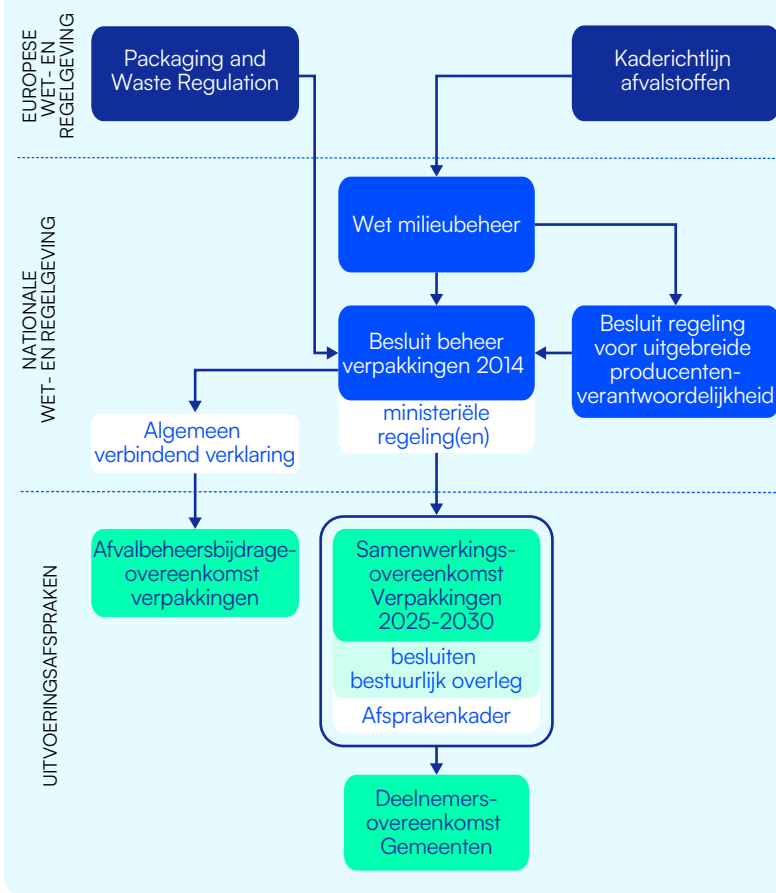 EUROPESE
WET- EN
REGELGEVING
Packaging and
Waste Regulation
Kaderrichtlijn
afvalstoffen
NATIONALE
WET- EN REGELGEVING
Wet milieubeheer
Besluit beheer
verpakkingen 2014
ministeriële
regeling(en)
Besluit regeling
voor uitgebreide
producenten-
verantwoordelijkheid
Algemeen
verbindend verklaring
UITVOERINGSAFSPRAKEN
Afvalbeheersbijdrage-
overeenkomst
verpakkingen
Samenwerkings-
overeenkomst
Verpakkingen
2025-2030
besluiten
bestuurlijk overleg
Afsprakenkader
Deelnemers-
overeenkomst
Gemeenten